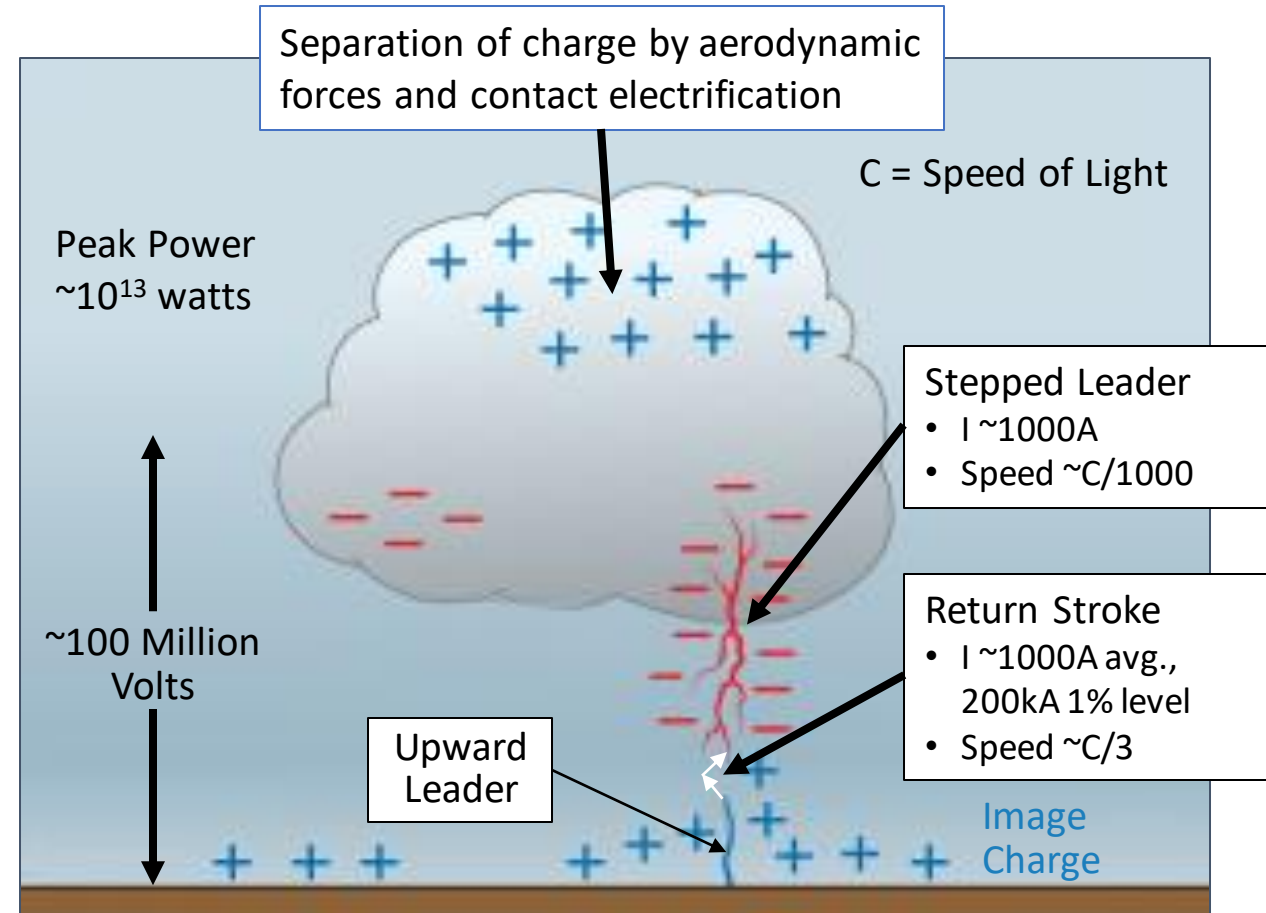 Separation of charge by aerodynamic
forces and contact electrification
C = Speed of Light
Peak Power
~10¹³ watts
Stepped Leader
• I ~1000A
• Speed ~C/1000
~100 Million
Volts
Return Stroke
• I ~1000A avg.,
200kA 1% level
• Speed ~C/3
Upward
Leader
Image
Charge